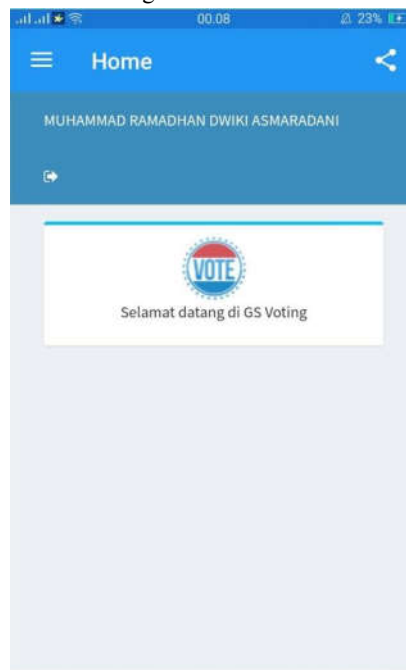 00.08
23%
Home
MUHAMMAD RAMADHAN DWIKI ASMARADANI
VOTE
Selamat datang di GS Voting